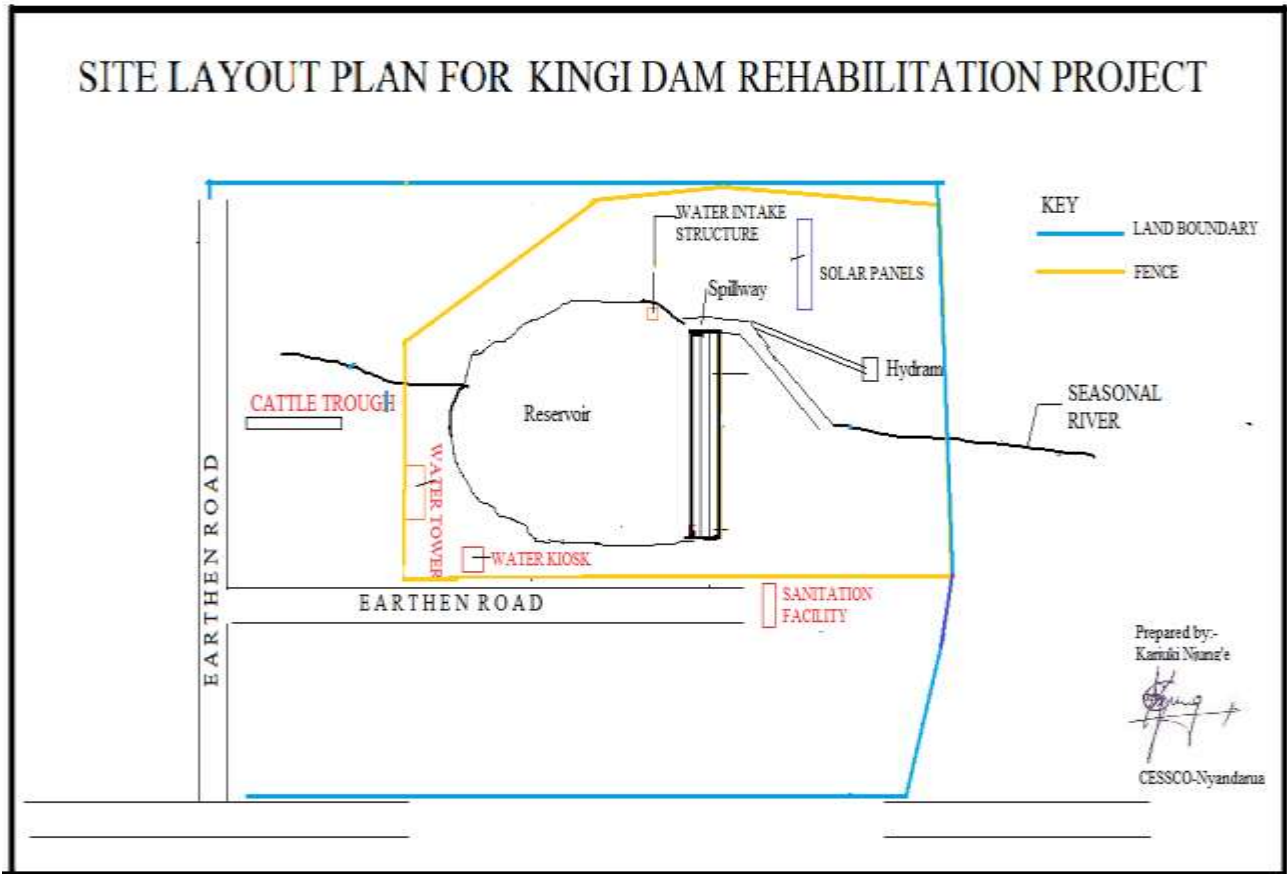 SITE LAYOUT PLAN FOR KINGI DAM REHABILITATION PROJECT
KEY
LAND BOUNDARY
FENCE
WATER INTAKE
STRUCTURE
SOLAR PANELS
Spillway
Hydram
CATTLE TROUGH
Reservoir
SEASONAL
RIVER
WATER TOWER
WATER KIOSK
EARTHEN ROAD
EARTHEN ROAD
SANITATION
FACILITY
Prepared by:-
Kariuki Njung'e
CESSCO-Nyandarua